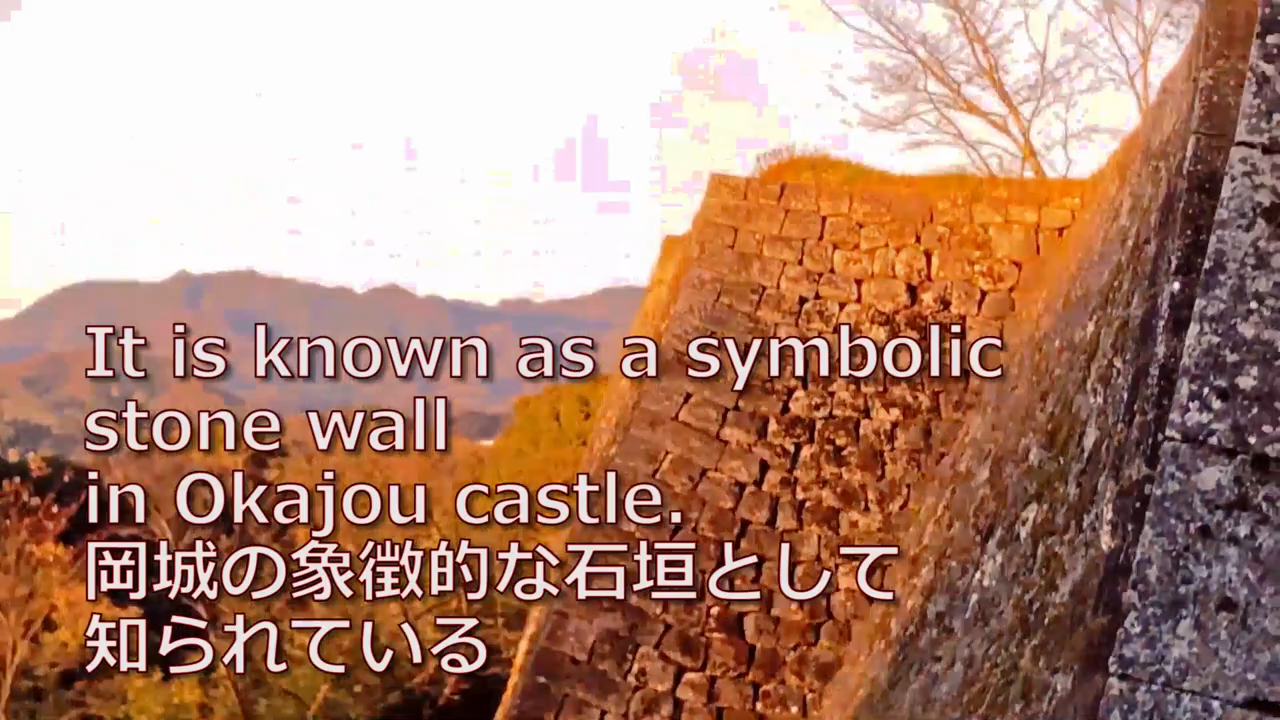 It is known as a symbolic
stone wall
in Okajou castle.
岡城の象徴的な石垣として
知られている